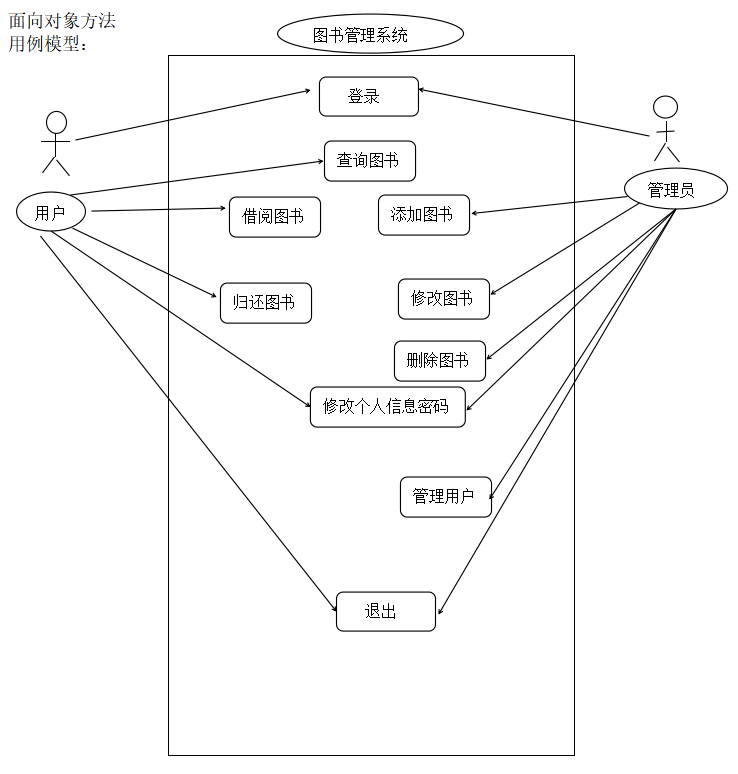 面向对象方法
用例模型：
图书管理系统
登录
查询图书
用户
借阅图书
添加图书
管理员
归还图书
修改图书
删除图书
修改个人信息密码
管理用户
退出